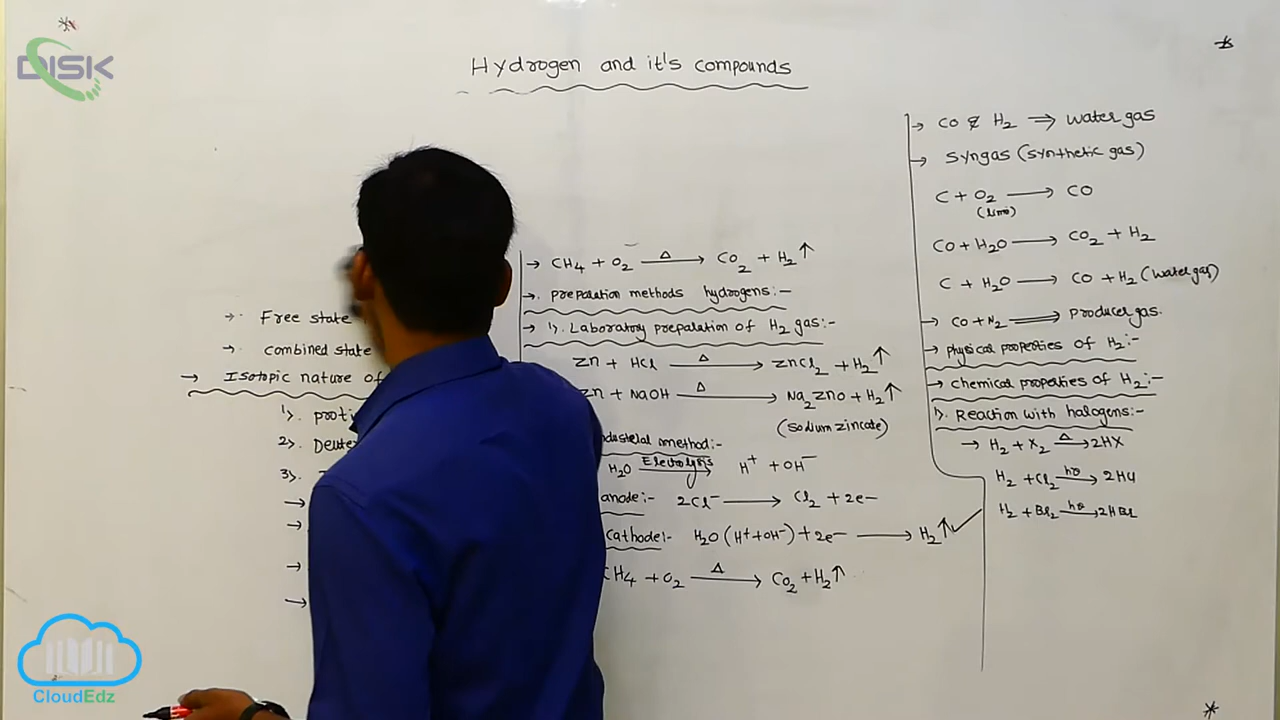 DISK
Hydrogen and it's compounds
→ Free state
→ combined state
→ Isotopic nature of
1>. proti
2>. Deute
3>.
→ CH₄ + O₂ —Δ→ CO₂ + H₂↑
→. preparation methods hydrogens:-
→ 1>. Laboratory preparation of H₂ gas:-
Zn + HCl —Δ→ ZnCl₂ + H₂↑
Zn + NaOH —Δ→ Na₂ZnO + H₂↑
(Sodium zincate)
method:-
H₂O —Electrolysis→ H⁺ + OH⁻
anode:- 2Cl⁻ → Cl₂ + 2e⁻
Cathode:- H₂O (H⁺+OH⁻) + 2e⁻ → H₂↑
CH₄ + O₂ —Δ→ CO₂ + H₂↑
→ CO & H₂ ⇒ water gas
→ Syngas (synthetic gas)
C + O₂ → CO
CO + H₂O → CO₂ + H₂
C + H₂O → CO + H₂ (water gas)
→ CO + N₂ ⇒ producer gas.
→ physical properties of H₂:-
→ chemical properties of H₂:-
1>. Reaction with halogens:-
→ H₂ + X₂ —Δ→ 2HX
H₂ + Cl₂ → 2HCl
H₂ + Br₂ → 2HBr
CloudEdz